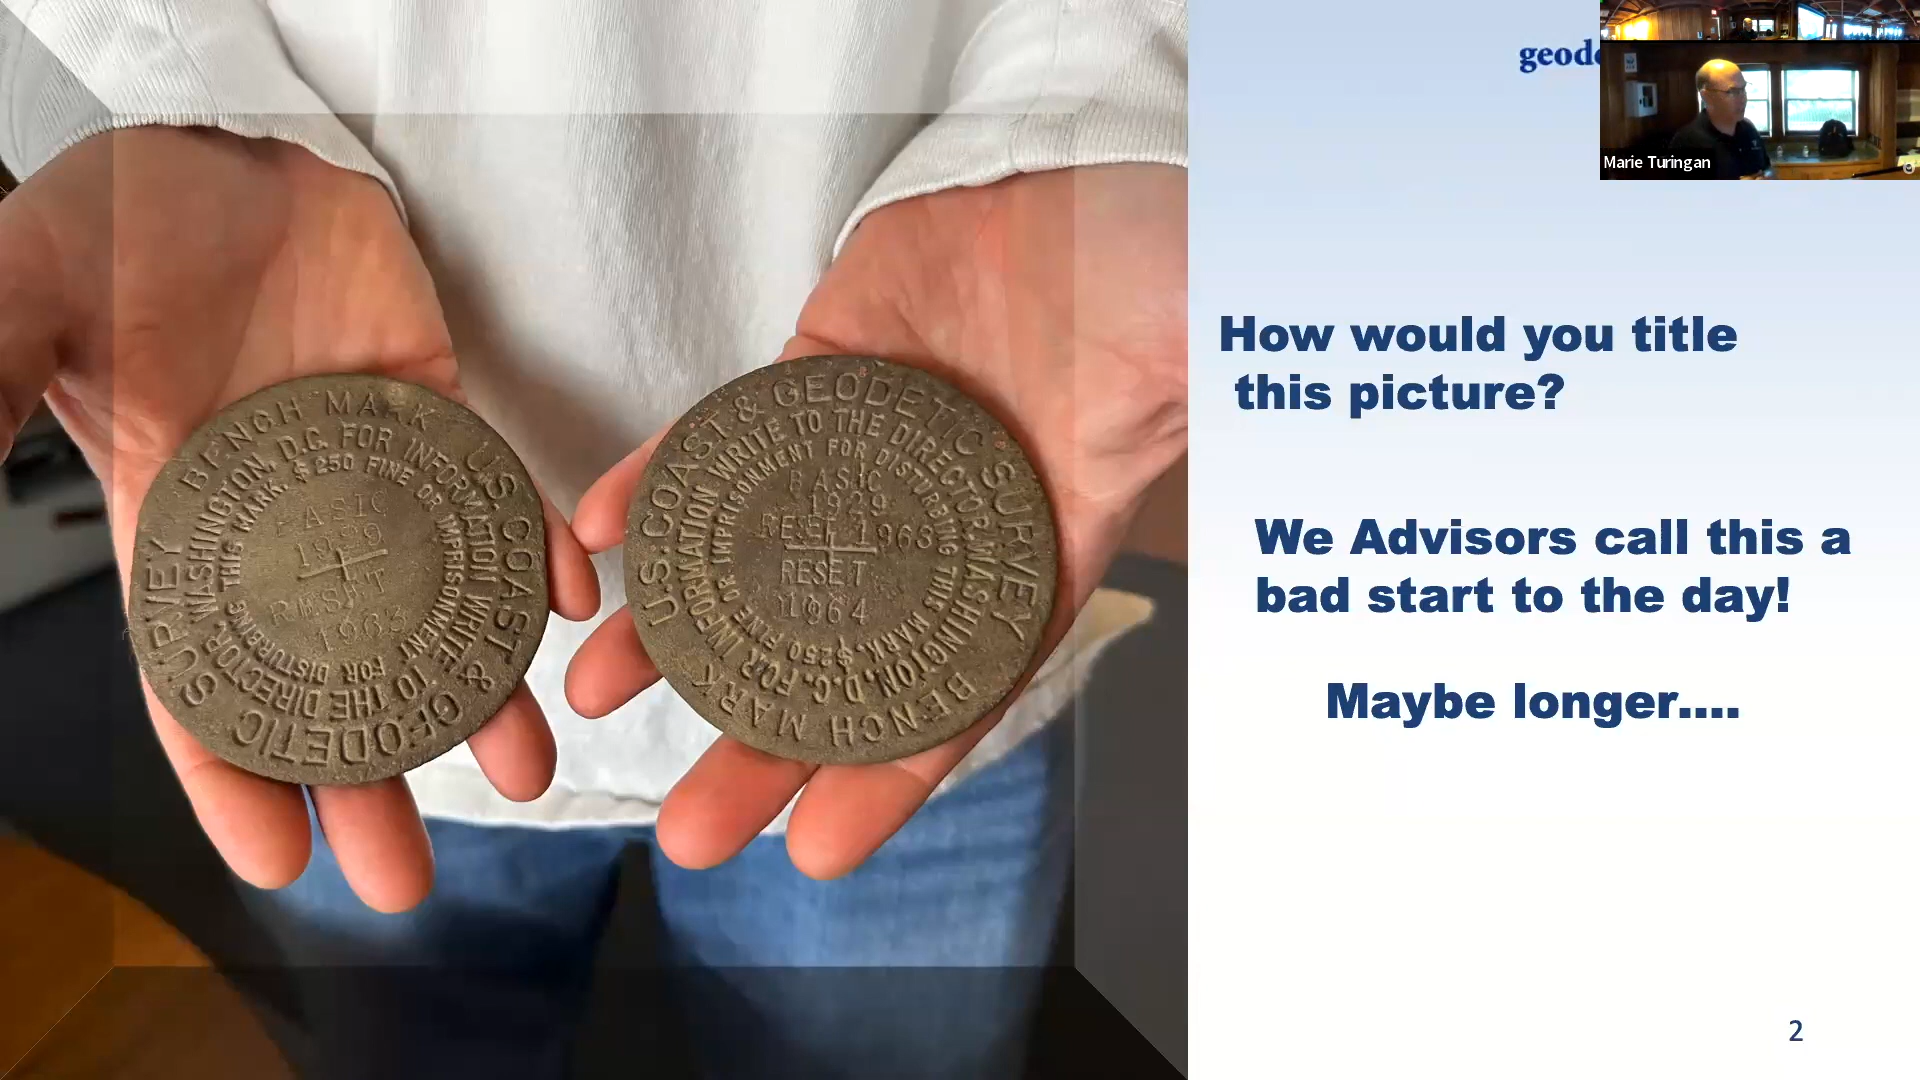 BENCH MARK U.S. COAST & GEODETIC SURVEY
WASHINGTON, D.C. FOR INFORMATION WRITE TO THE DIRECTOR,
$250 FINE OR IMPRISONMENT FOR DISTURBING THIS MARK.
BASIC
1929
RESET
1963
U.S. COAST & GEODETIC SURVEY BENCH MARK
FOR INFORMATION WRITE TO THE DIRECTOR, WASHINGTON, D.C.
$250 FINE OR IMPRISONMENT FOR DISTURBING THIS MARK.
BASIC
1929
RESET 1963
RESET
1964
Marie Turingan
How would you title
this picture?
We Advisors call this a
bad start to the day!
Maybe longer....
2